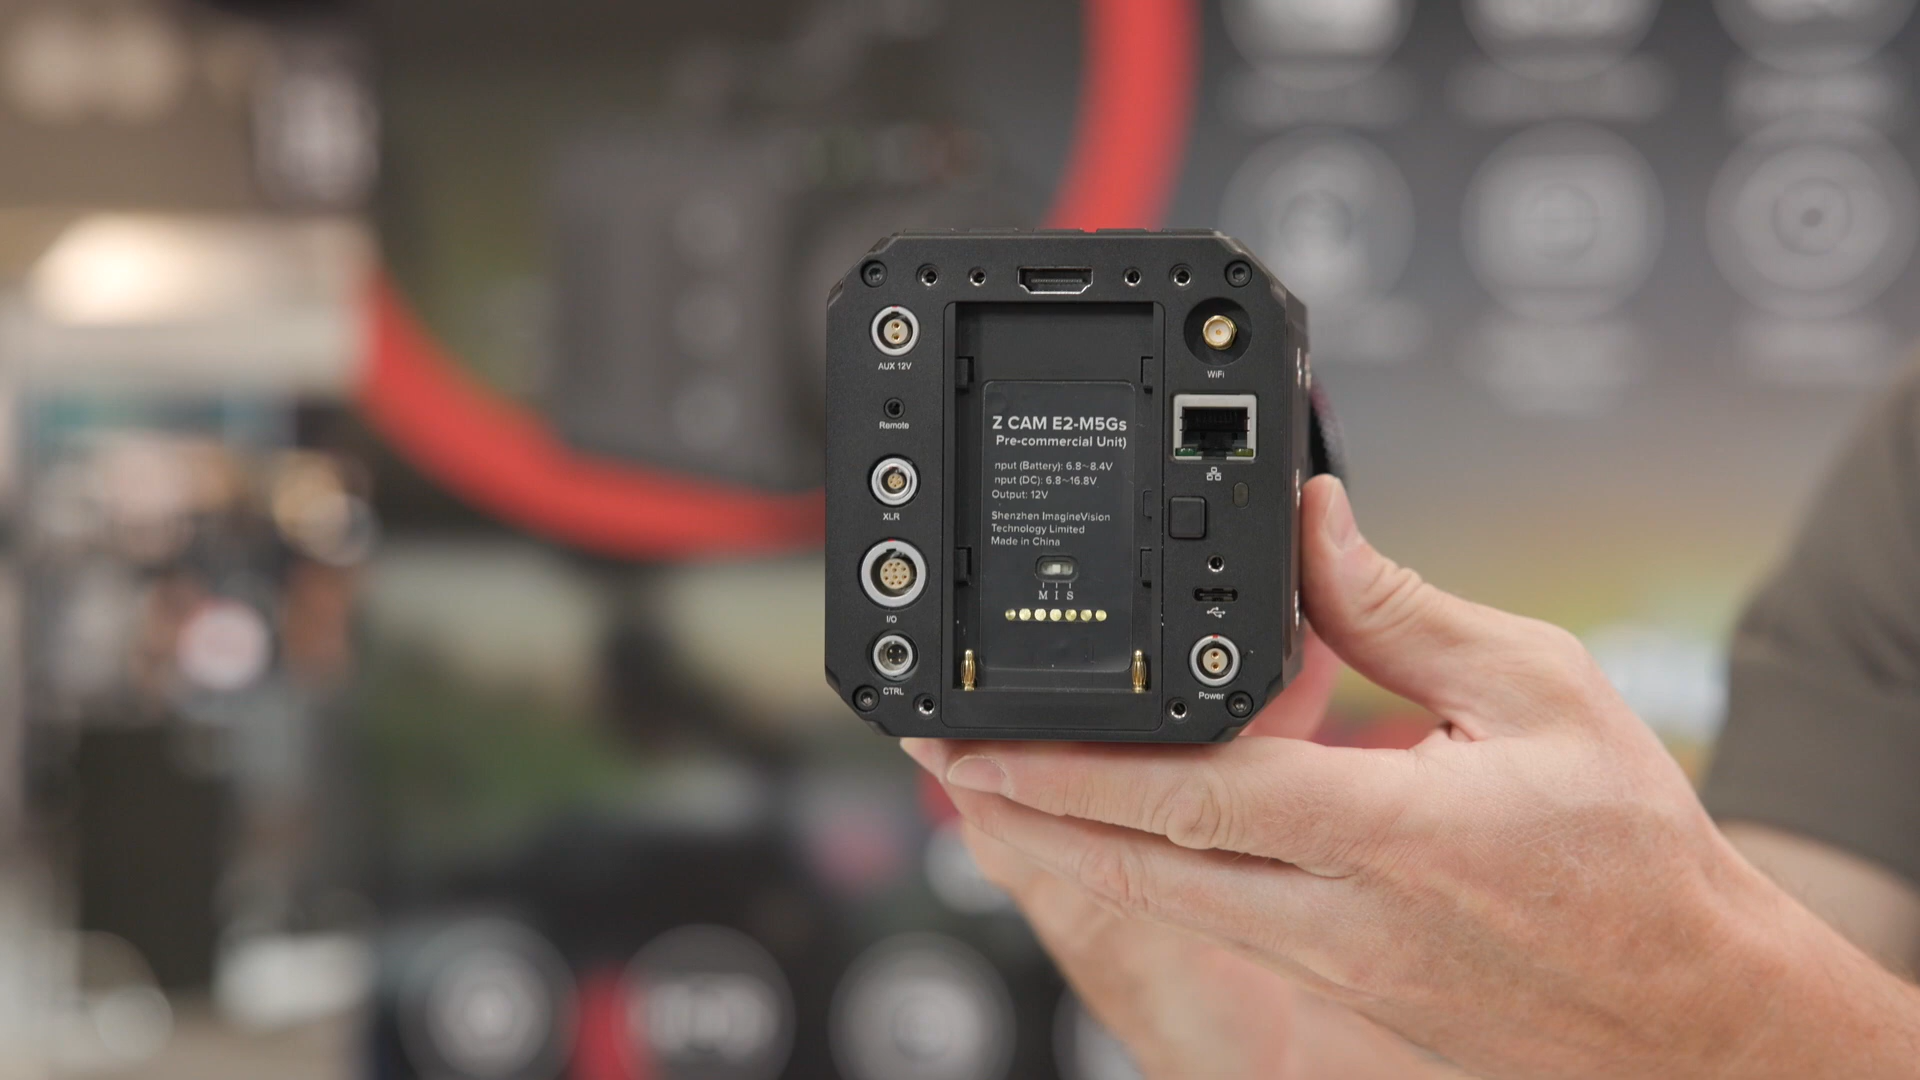 AUX 12V
Remote
XLR
I/O
CTRL
Z CAM E2-M5Gs
Pre-commercial Unit)
nput (Battery): 6.8~8.4V
nput (DC): 6.8~16.8V
Output: 12V
Shenzhen ImagineVision
Technology Limited
Made in China
M I S
WiFi
Power